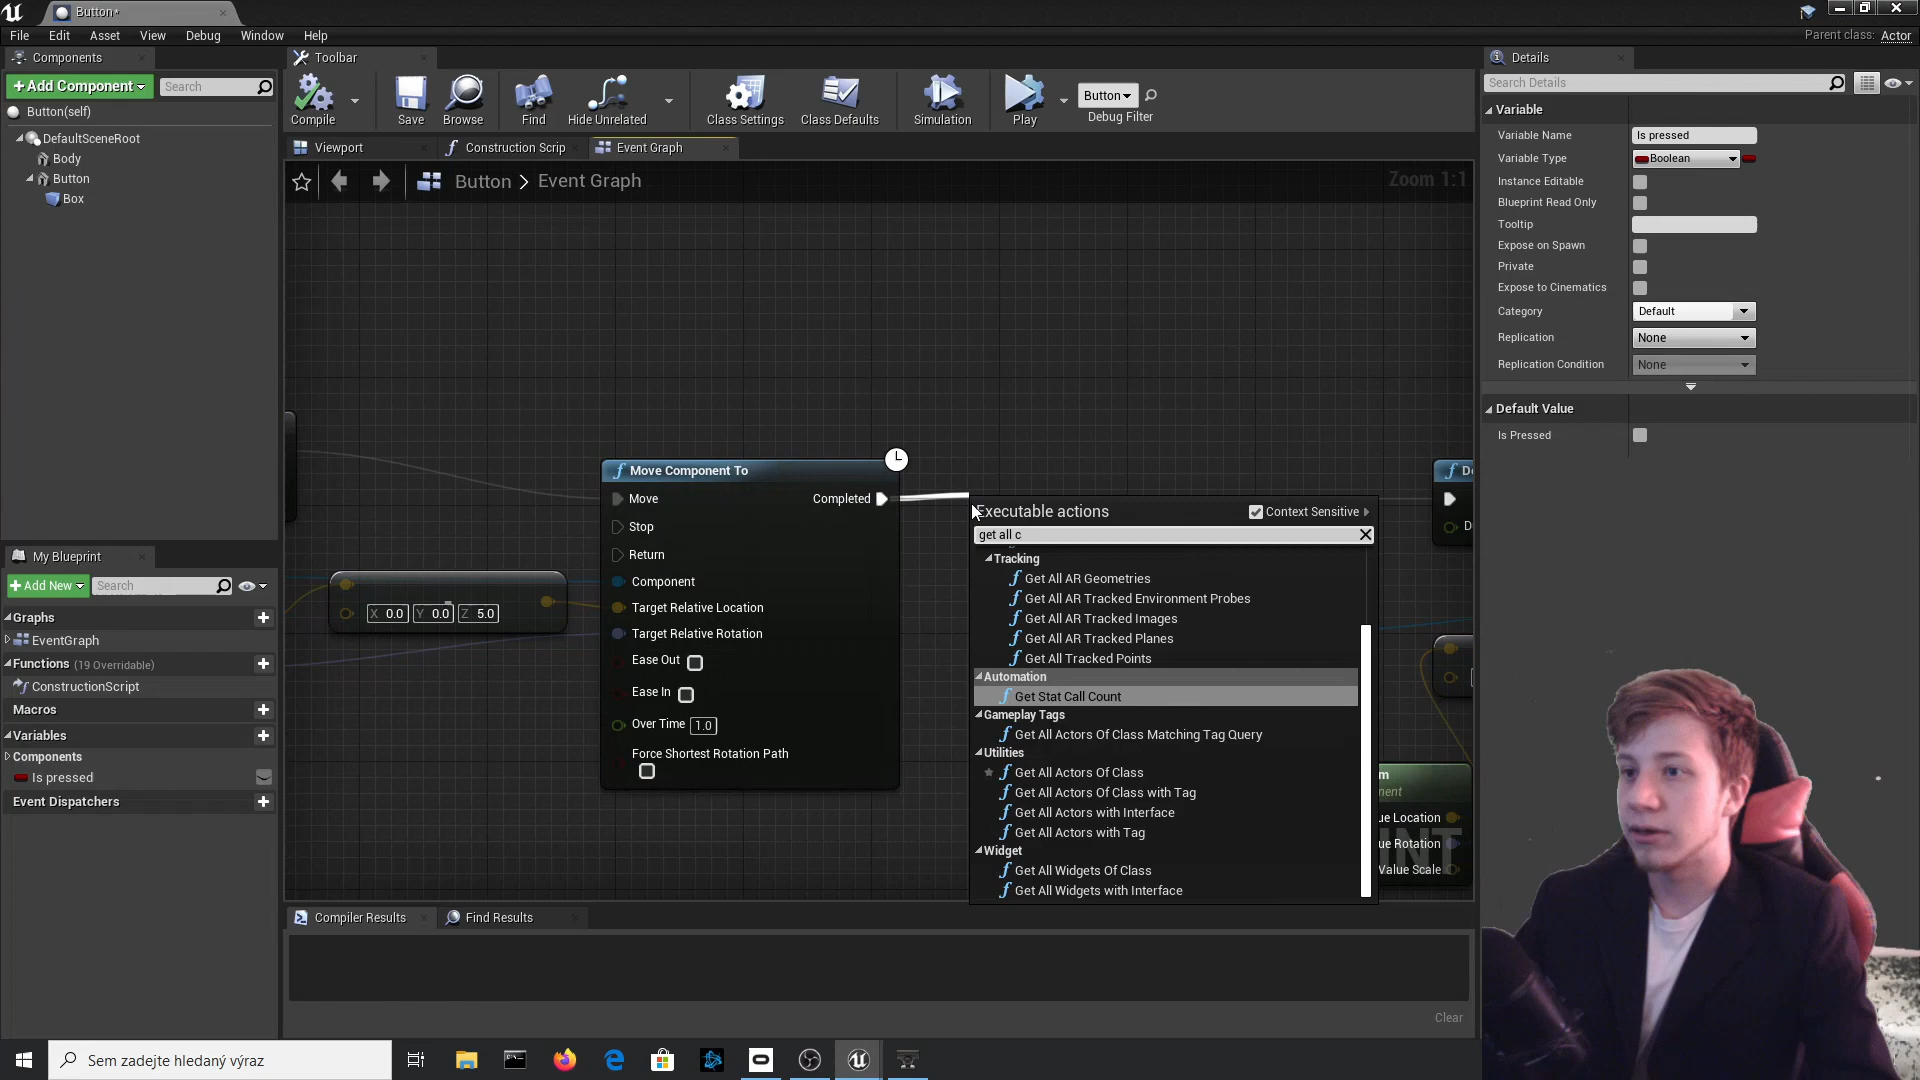 Button*
File Edit Asset View Debug Window Help
Parent class: Actor
Components
+Add Component
Search
Button(self)
DefaultSceneRoot
Body
Button
Box
Toolbar
Compile
Save
Browse
Find
Hide Unrelated
Class Settings
Class Defaults
Simulation
Play
Button
Debug Filter
Viewport
Construction Scrip
Event Graph
Button > Event Graph
Zoom 1:1
Move Component To
Move
Completed
Stop
Return
Component
Target Relative Location
Target Relative Rotation
Ease Out
Ease In
Over Time 1.0
Force Shortest Rotation Path
X 0.0 Y 0.0 Z 5.0
Executable actions
Context Sensitive
get all c
Tracking
Get All AR Geometries
Get All AR Tracked Environment Probes
Get All AR Tracked Images
Get All AR Tracked Planes
Get All Tracked Points
Automation
Get Stat Call Count
Gameplay Tags
Get All Actors Of Class Matching Tag Query
Utilities
Get All Actors Of Class
Get All Actors Of Class with Tag
Get All Actors with Interface
Get All Actors with Tag
Widget
Get All Widgets Of Class
Get All Widgets with Interface
De
D
m
nent
ue Location
ue Rotation
Value Scale
My Blueprint
+Add New
Search
Graphs
EventGraph
Functions (19 Overridable)
ConstructionScript
Macros
Variables
Components
Is pressed
Event Dispatchers
Compiler Results
Find Results
Clear
Details
Search Details
Variable
Variable Name Is pressed
Variable Type Boolean
Instance Editable
Blueprint Read Only
Tooltip
Expose on Spawn
Private
Expose to Cinematics
Category Default
Replication None
Replication Condition None
Default Value
Is Pressed
Sem zadejte hledaný výraz